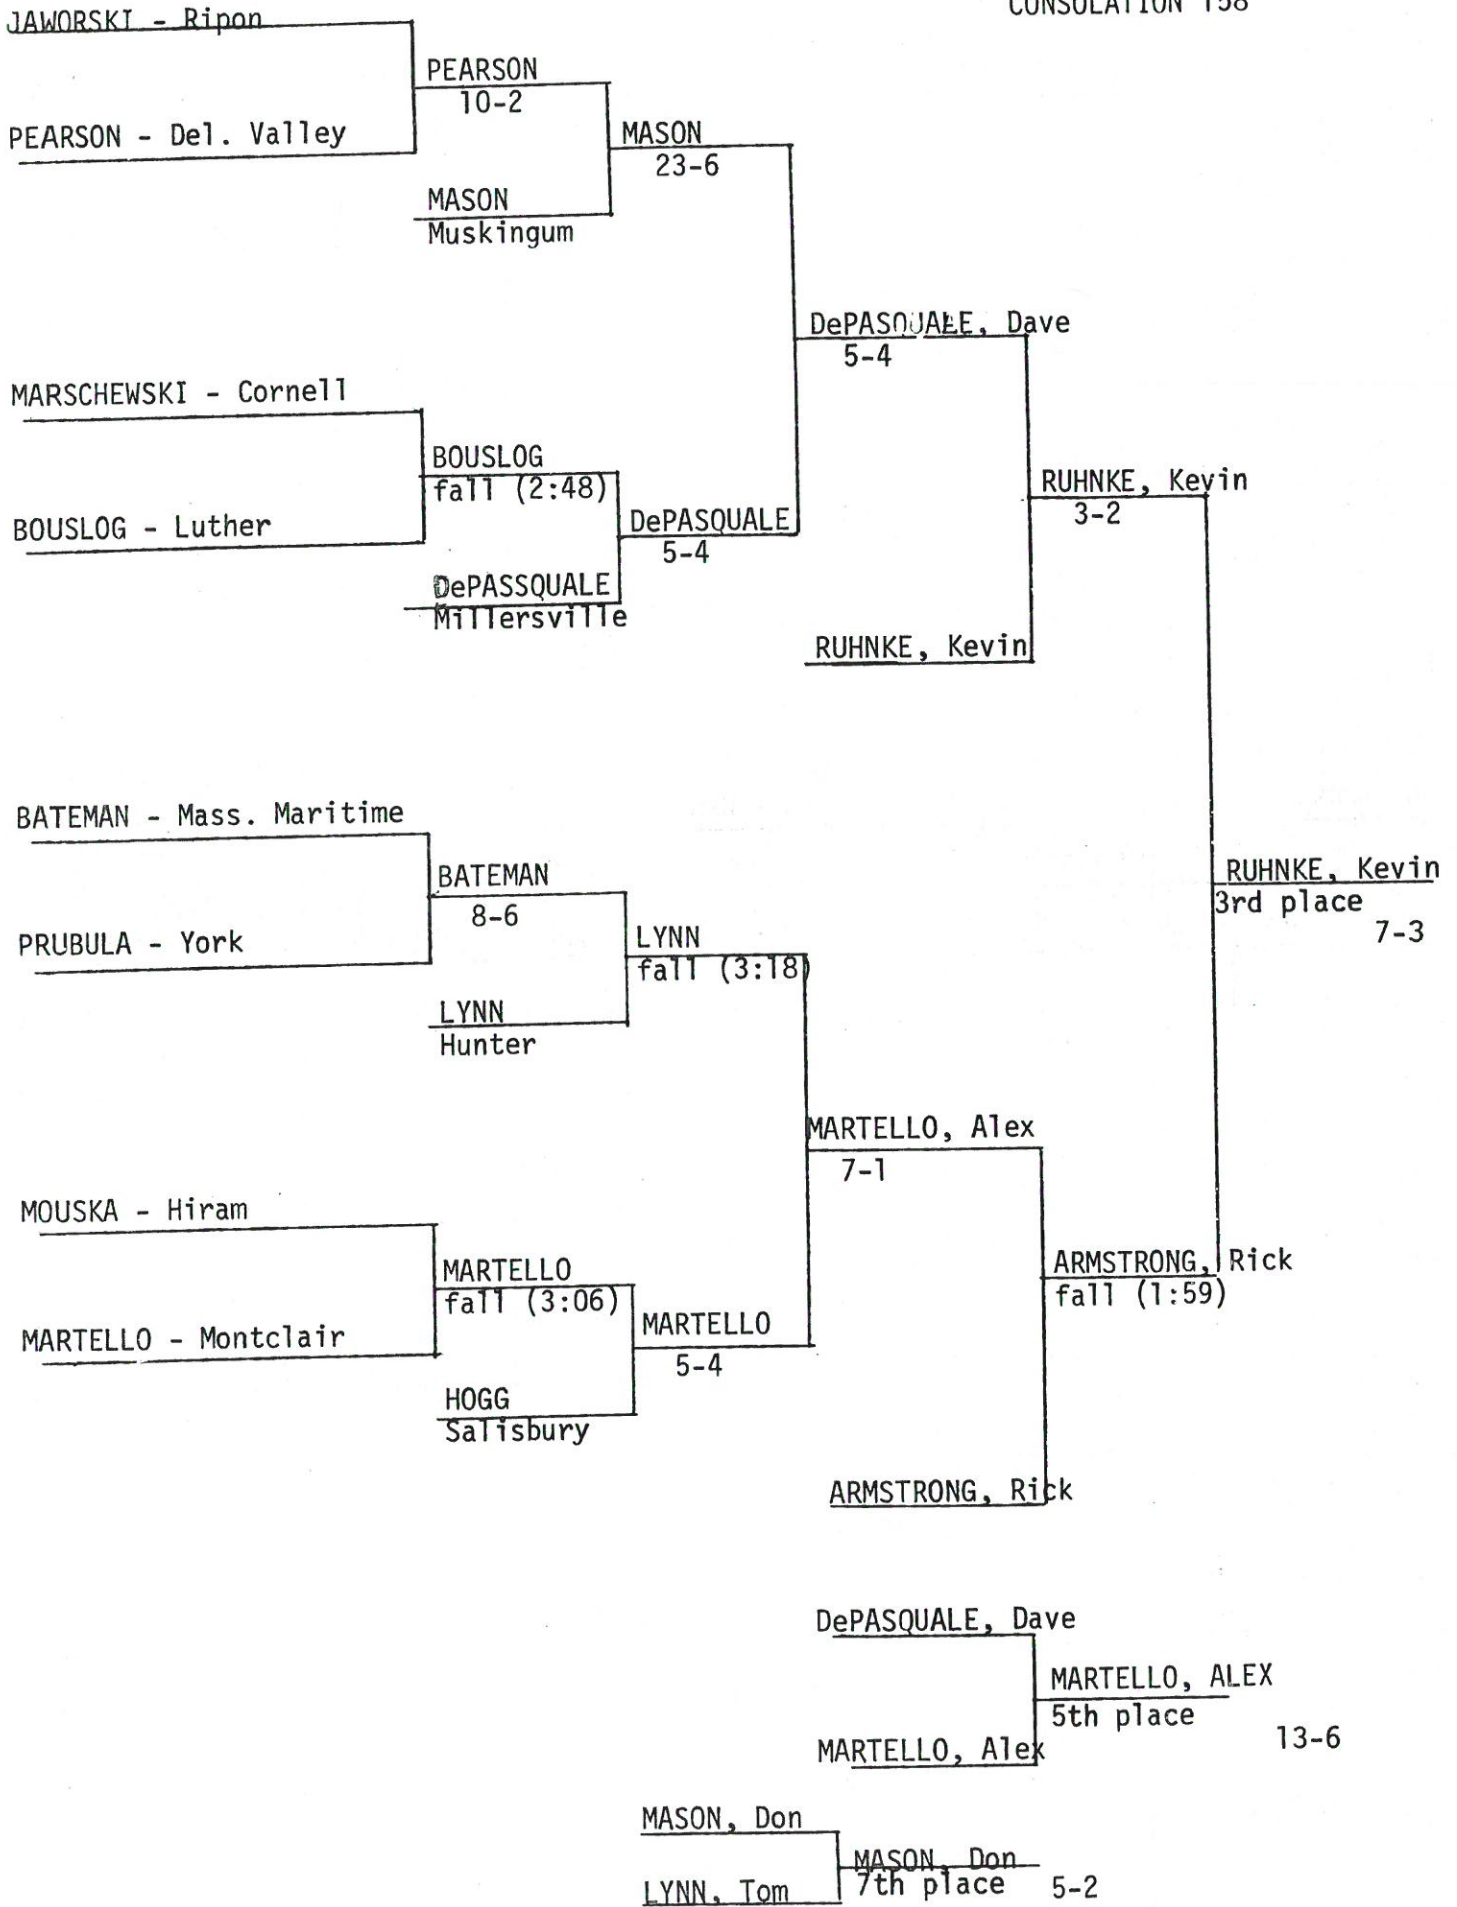 CONSOLATION 158
JAWORSKI - Ripon
PEARSON
10-2
PEARSON - Del. Valley
MASON
23-6
MASON
Muskingum
DePASQUALE, Dave
5-4
MARSCHEWSKI - Cornell
BOUSLOG
fall (2:48)
BOUSLOG - Luther
DePASQUALE
5-4
DePASSQUALE
Millersville
RUHNKE, Kevin
3-2
RUHNKE, Kevin
BATEMAN - Mass. Maritime
BATEMAN
8-6
PRUBULA - York
LYNN
fall (3:18)
LYNN
Hunter
RUHNKE, Kevin
3rd place
7-3
MARTELLO, Alex
7-1
MOUSKA - Hiram
MARTELLO
fall (3:06)
MARTELLO - Montclair
MARTELLO
5-4
HOGG
Salisbury
ARMSTRONG, Rick
fall (1:59)
ARMSTRONG, Rick
DePASQUALE, Dave
MARTELLO, ALEX
5th place
13-6
MARTELLO, Alex
MASON, Don
MASON, Don
7th place
5-2
LYNN, Tom